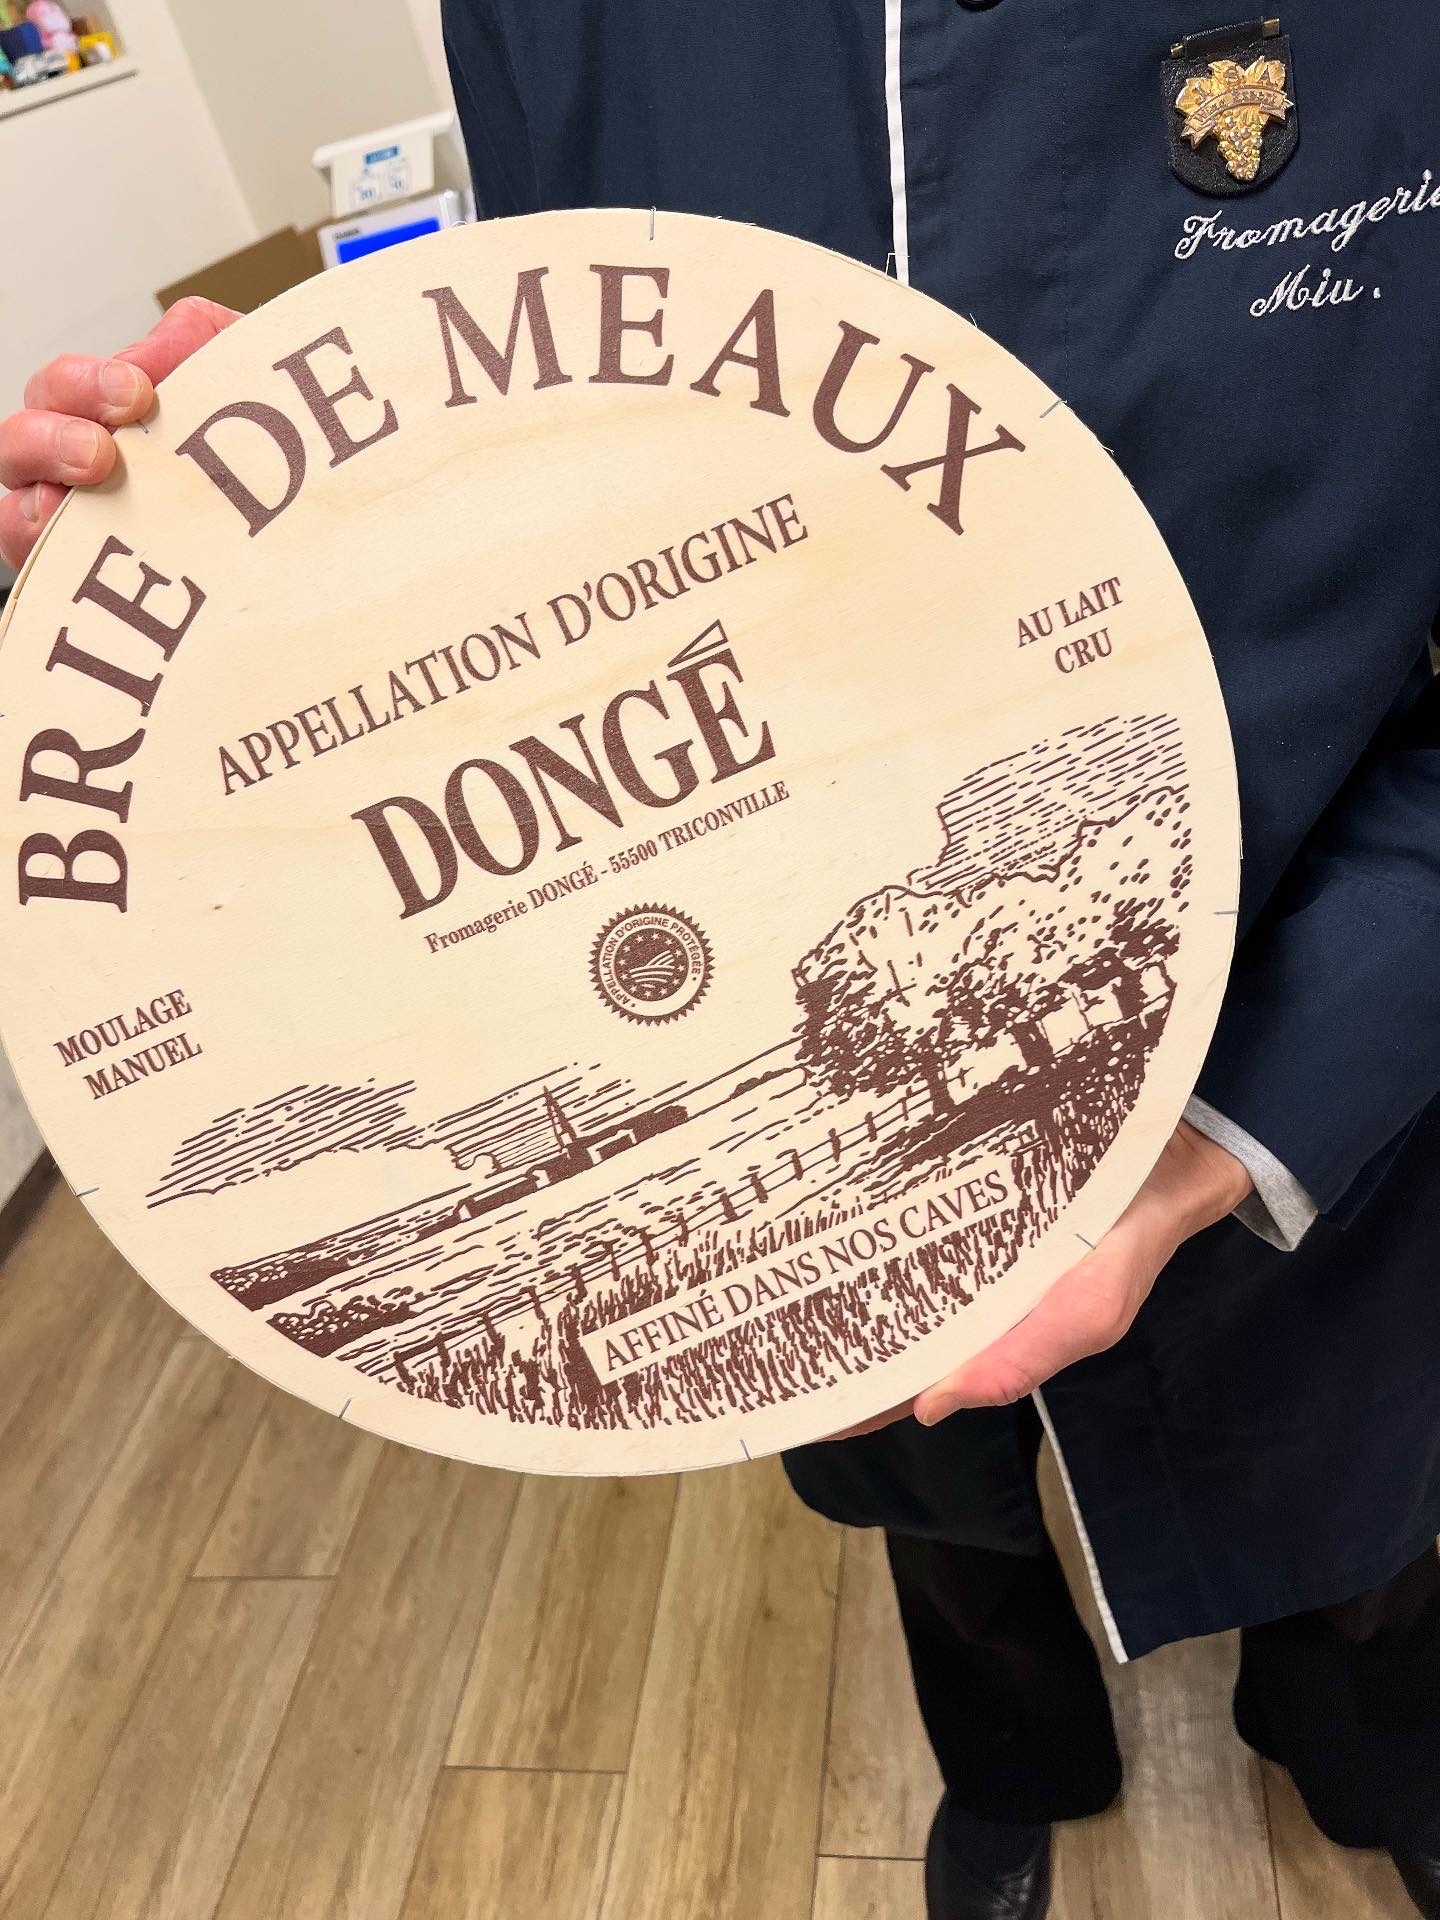 BRIE DE MEAUX
APPELLATION D'ORIGINE
DONGÉ
Fromagerie DONGÉ - 55500 TRICONVILLE
AU LAIT
CRU
APPELLATION D'ORIGINE PROTÉGÉE
MOULAGE
MANUEL
AFFINÉ DANS NOS CAVES
J S A
Fromagerie
Miu.